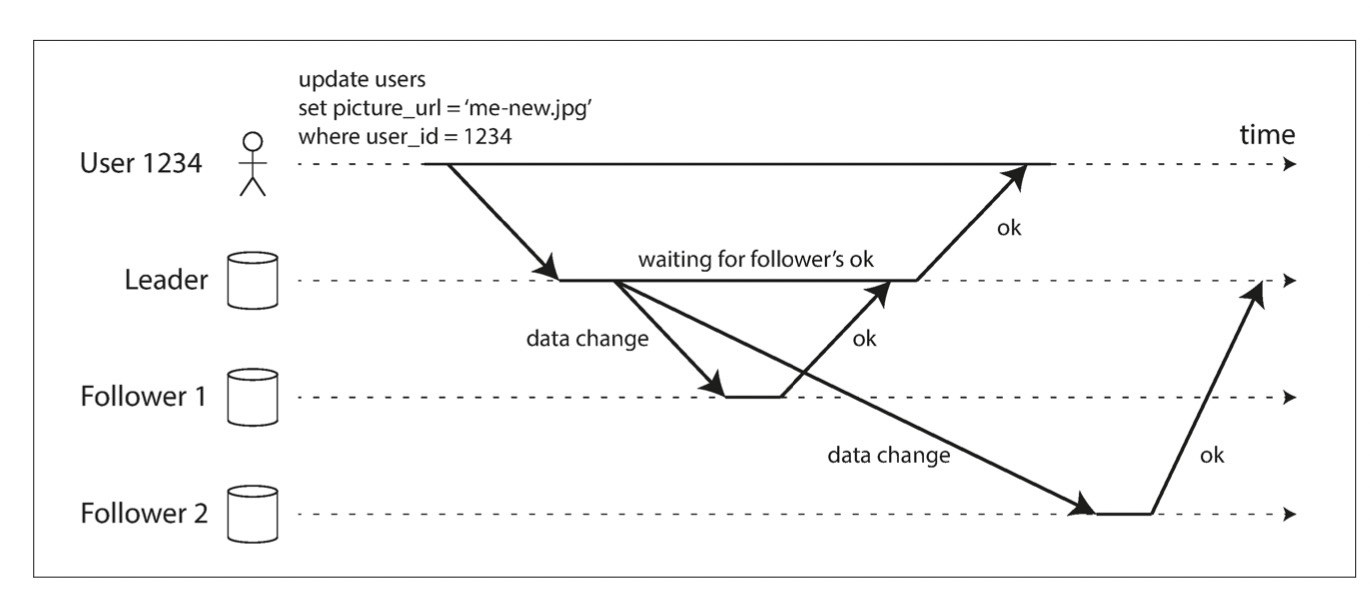 update users
set picture_url = ‘me-new.jpg’
where user_id = 1234
time
User 1234
ok
waiting for follower’s ok
Leader
data change
ok
Follower 1
data change
ok
Follower 2